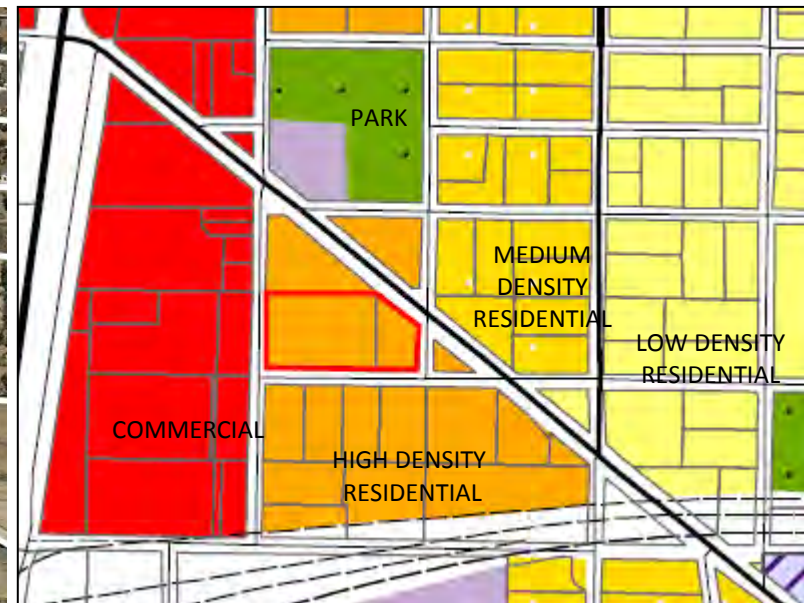 PARK
MEDIUM
DENSITY
RESIDENTIAL
LOW DENSITY
RESIDENTIAL
COMMERCIAL
HIGH DENSITY
RESIDENTIAL